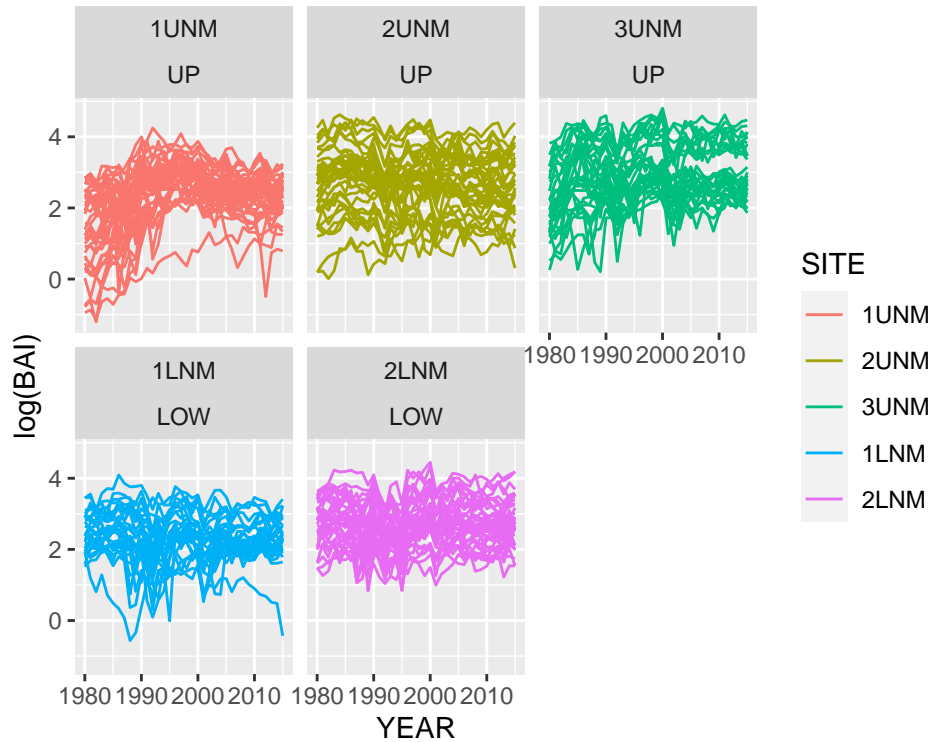 1UNM 2UNM 3UNM
UP UP UP
4
2
0
1980 1990 2000 2010
1LNM 2LNM
LOW LOW
4
2
0
1980 1990 2000 2010 1980 1990 2000 2010
YEAR
log(BAI)
SITE
1UNM
2UNM
3UNM
1LNM
2LNM